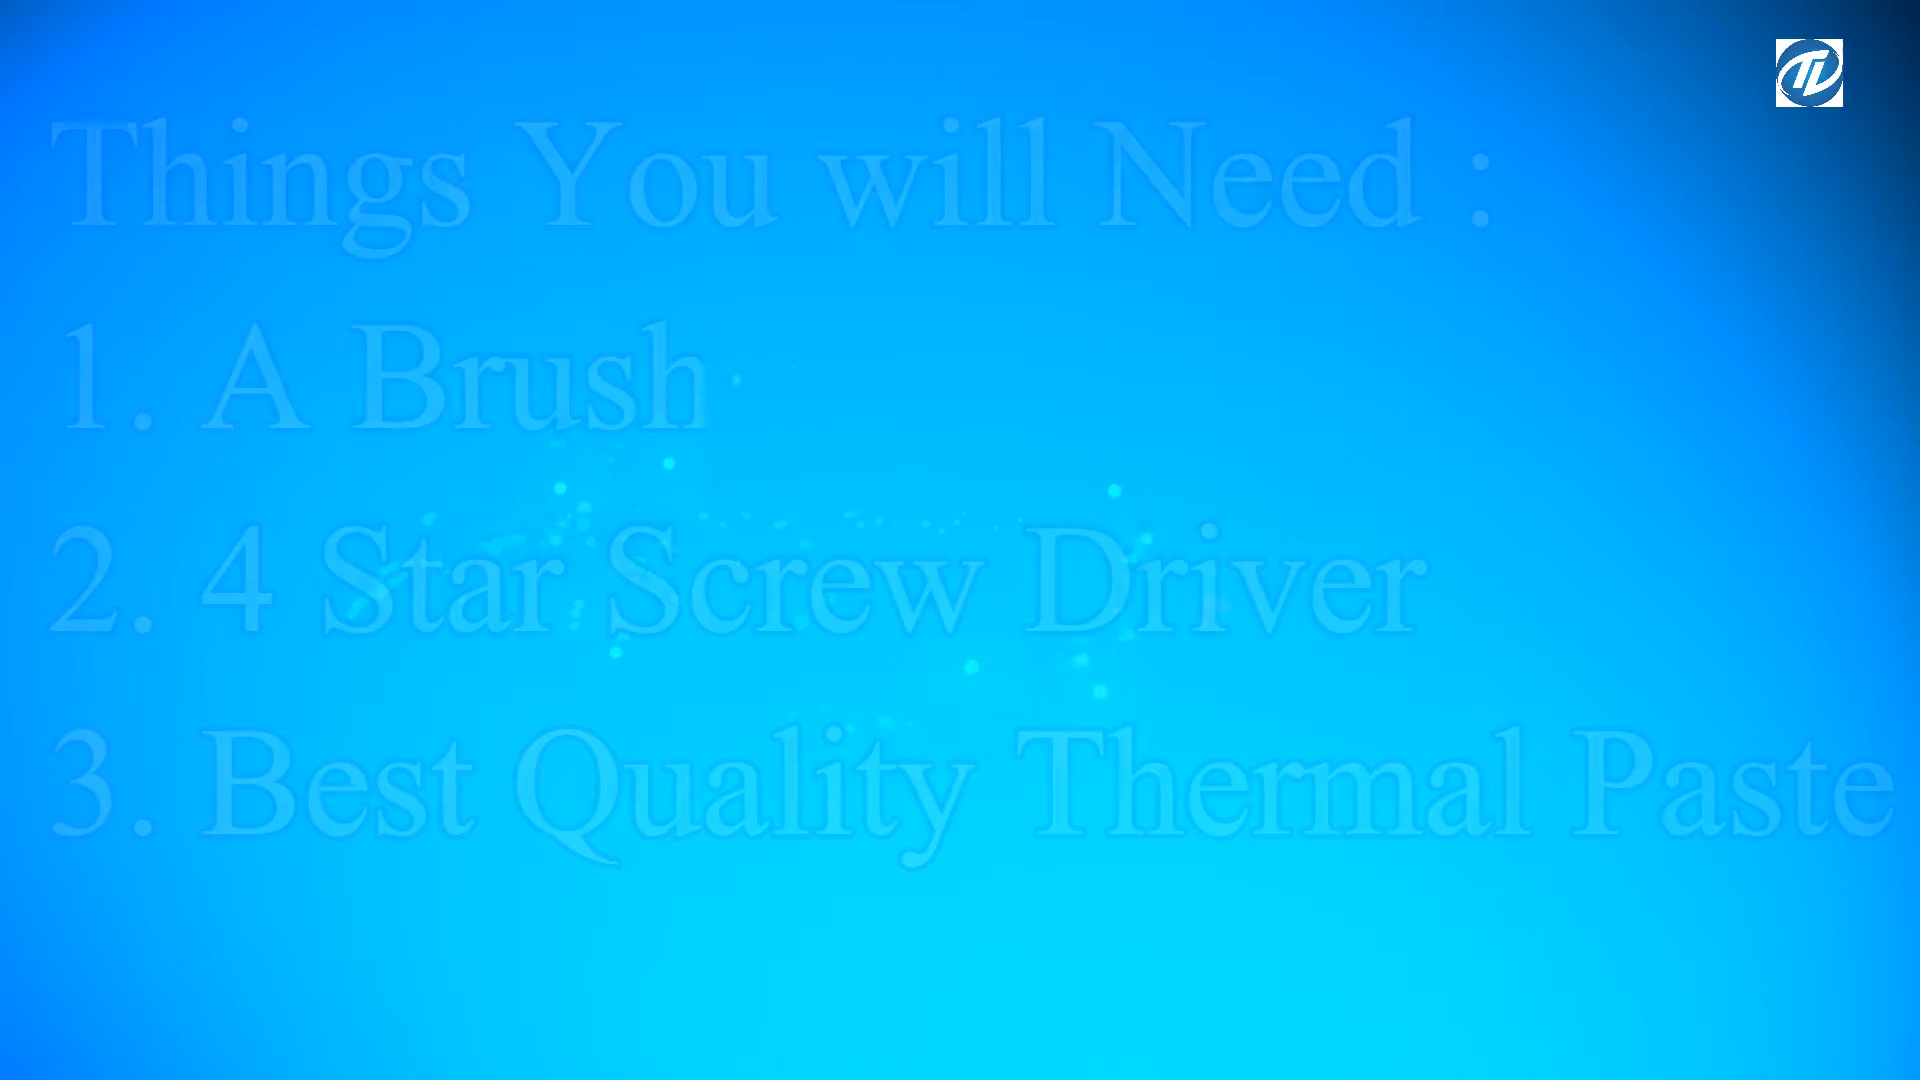 Things You will Need :
1. A Brush
2. 4 Star Screw Driver
3. Best Quality Thermal Paste